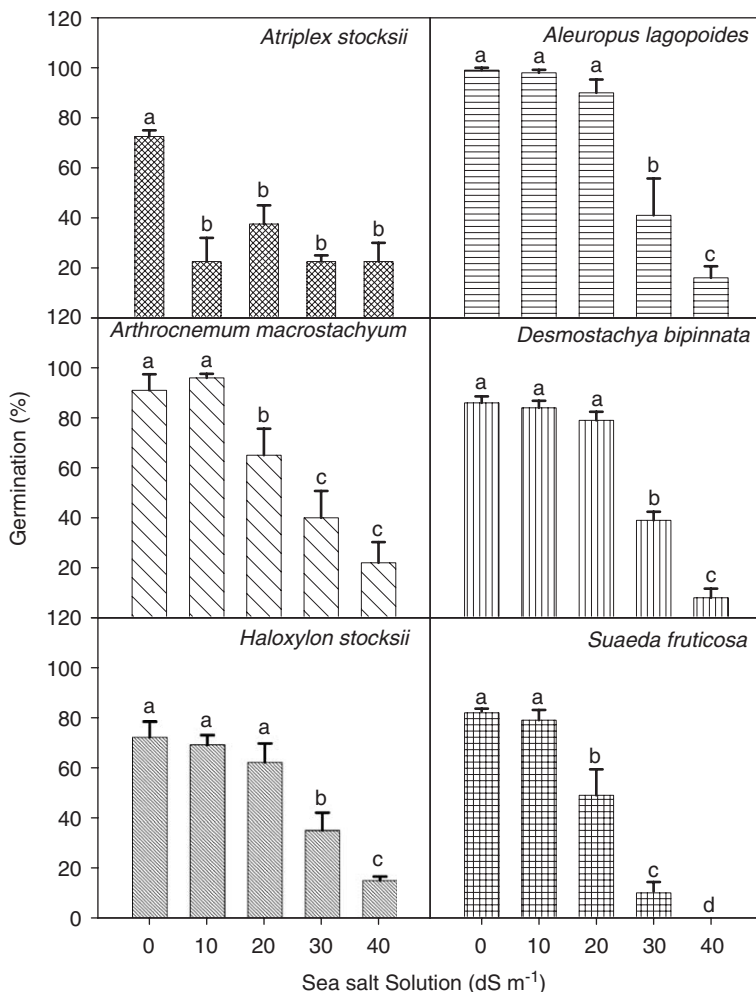 120
Atriplex stocksii
Aleuropus lagopoides
100
a
a
a
a
80
60
b
b
40
b
b
b
c
20
120
Arthrocnemum macrostachyum
Desmostachya bipinnata
100
a
a
a
a
a
80
b
60
c
b
40
c
c
20
120
Haloxylon stocksii
Suaeda fruticosa
100
80
a
a
a
a
a
60
b
b
40
c
c
20
d
0
0
10
20
30
40
0
10
20
30
40
Germination (%)
Sea salt Solution (dS m⁻¹)